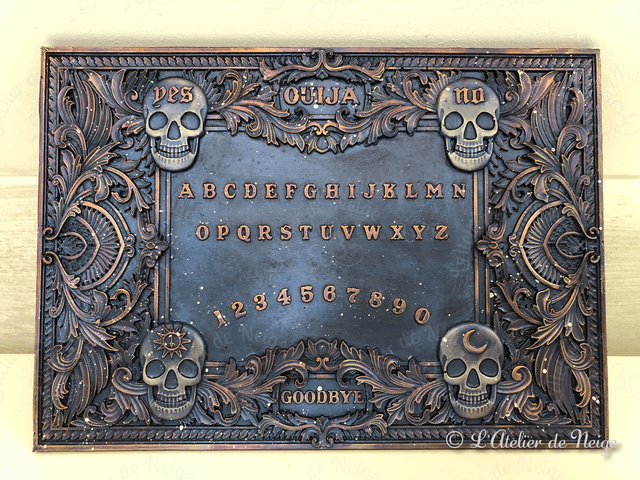 yes OUIJA no
ABCDEFGHIJKLMN
OPQRSTUVWXYZ
1234567890
GOODBYE
© L'Atelier de Neige